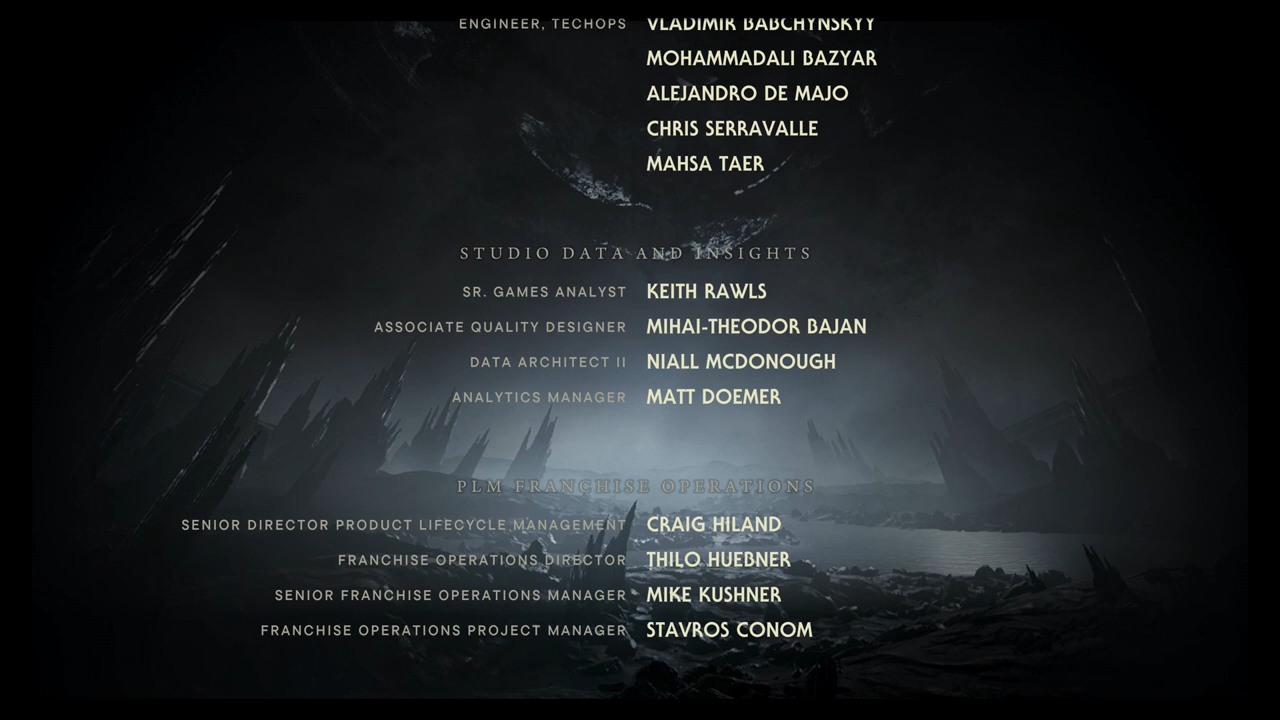 ENGINEER, TECHOPS VLADIMIR BABCHYNSKYY
MOHAMMADALI BAZYAR
ALEJANDRO DE MAJO
CHRIS SERRAVALLE
MAHSA TAER
STUDIO DATA AND INSIGHTS
SR. GAMES ANALYST KEITH RAWLS
ASSOCIATE QUALITY DESIGNER MIHAI-THEODOR BAJAN
DATA ARCHITECT II NIALL MCDONOUGH
ANALYTICS MANAGER MATT DOEMER
PLM FRANCHISE OPERATIONS
SENIOR DIRECTOR PRODUCT LIFECYCLE MANAGEMENT CRAIG HILAND
FRANCHISE OPERATIONS DIRECTOR THILO HUEBNER
SENIOR FRANCHISE OPERATIONS MANAGER MIKE KUSHNER
FRANCHISE OPERATIONS PROJECT MANAGER STAVROS CONOM